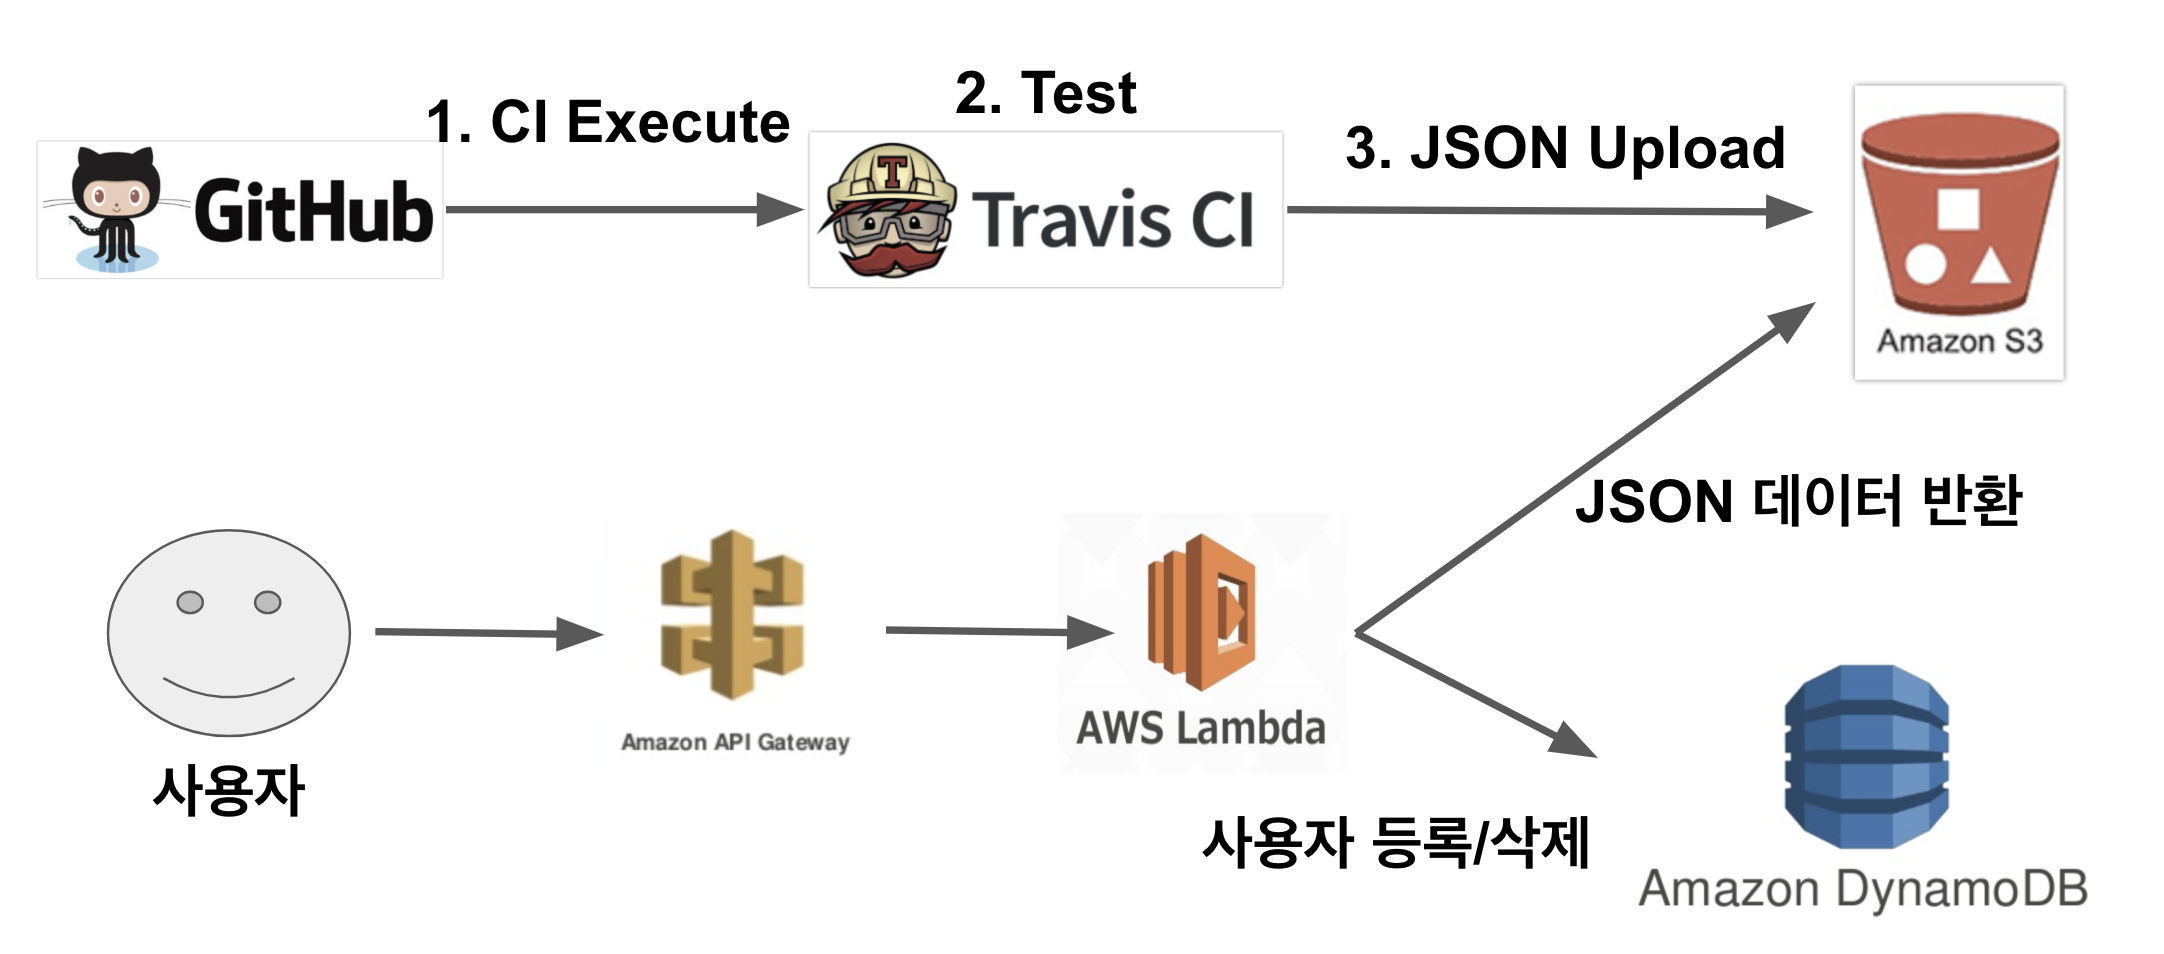 1. CI Execute
2. Test
3. JSON Upload
GitHub
T
Travis CI
Amazon S3
JSON 데이터 반환
Amazon API Gateway
AWS Lambda
사용자
사용자 등록/삭제
Amazon DynamoDB